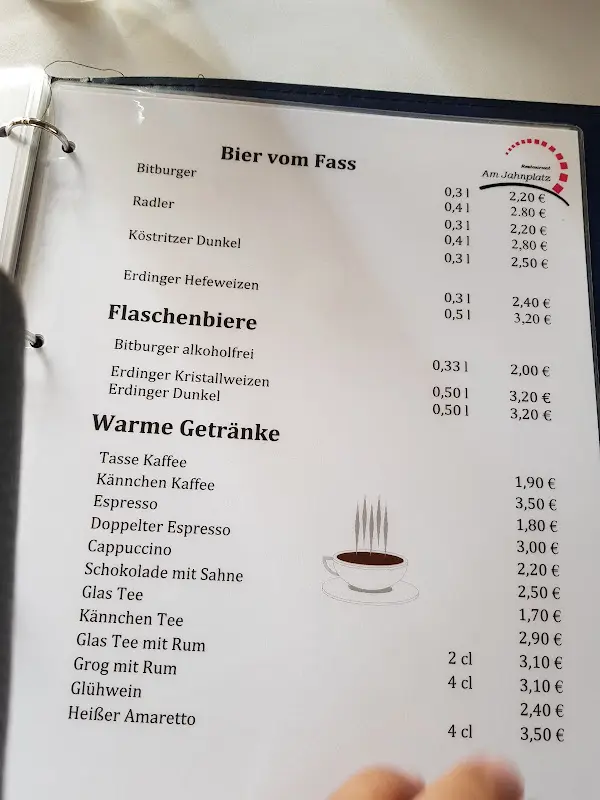 Restaurant
Am Jahnplatz
Bier vom Fass
Bitburger 0,3 l 2,20 €
0,4 l 2.80 €
Radler 0,3 l 2,20 €
0,4 l 2,80 €
Köstritzer Dunkel 0,3 l 2,50 €
Erdinger Hefeweizen 0,3 l 2,40 €
0,5 l 3,20 €
Flaschenbiere
Bitburger alkoholfrei 0,33 l 2,00 €
Erdinger Kristallweizen 0,50 l 3,20 €
Erdinger Dunkel 0,50 l 3,20 €
Warme Getränke
Tasse Kaffee 1,90 €
Kännchen Kaffee 3,50 €
Espresso 1,80 €
Doppelter Espresso 3,00 €
Cappuccino 2,20 €
Schokolade mit Sahne 2,50 €
Glas Tee 1,70 €
Kännchen Tee 2,90 €
Glas Tee mit Rum 2 cl 3,10 €
Grog mit Rum 4 cl 3,10 €
Glühwein 2,40 €
Heißer Amaretto 4 cl 3,50 €